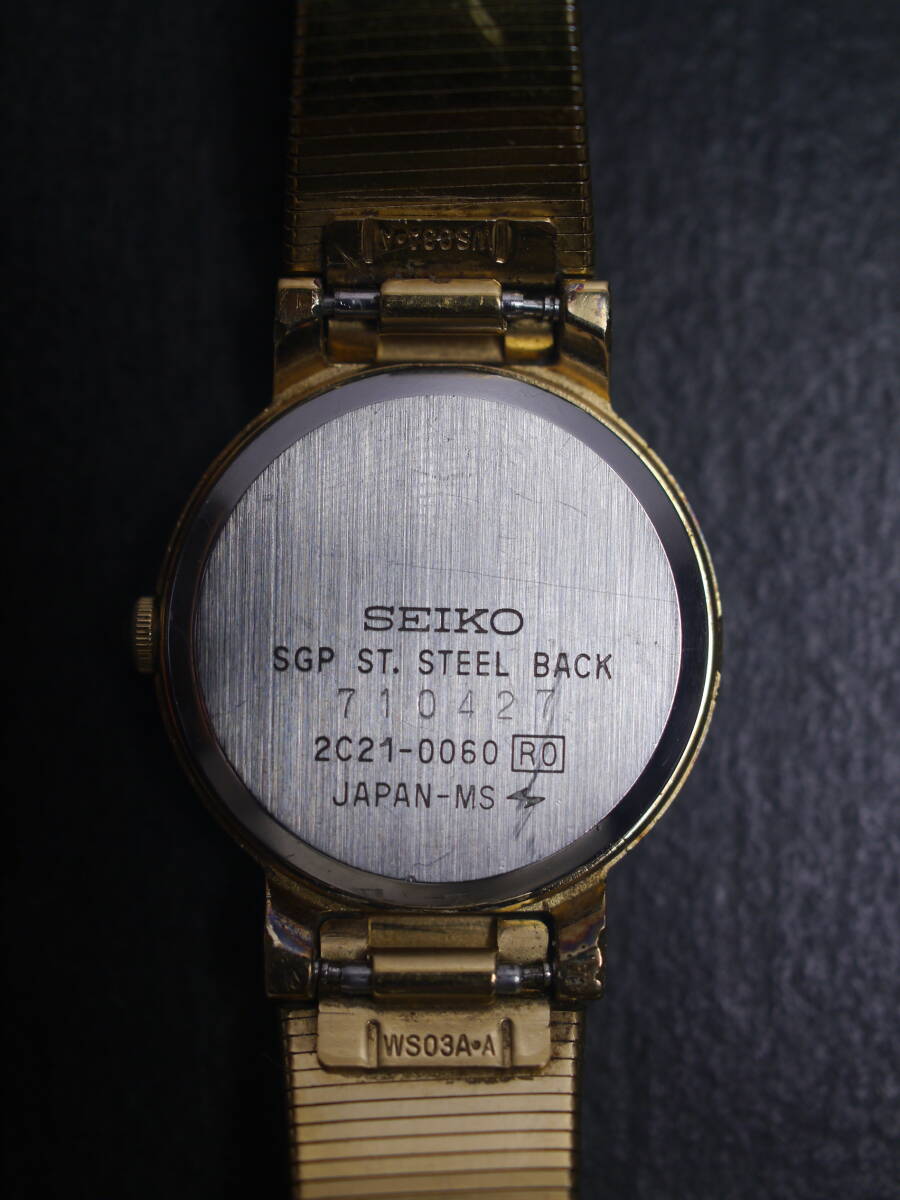 WS03A•A
SEIKO
SGP ST. STEEL BACK
710427
2C21-0060 R0
JAPAN-MS
WS03A•A